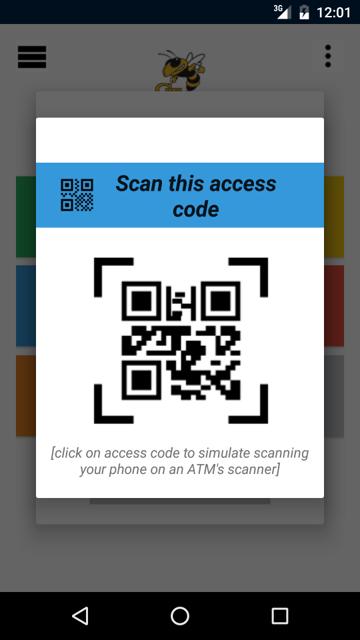 3G
12:01
Scan this access
code
[click on access code to simulate scanning
your phone on an ATM's scanner]